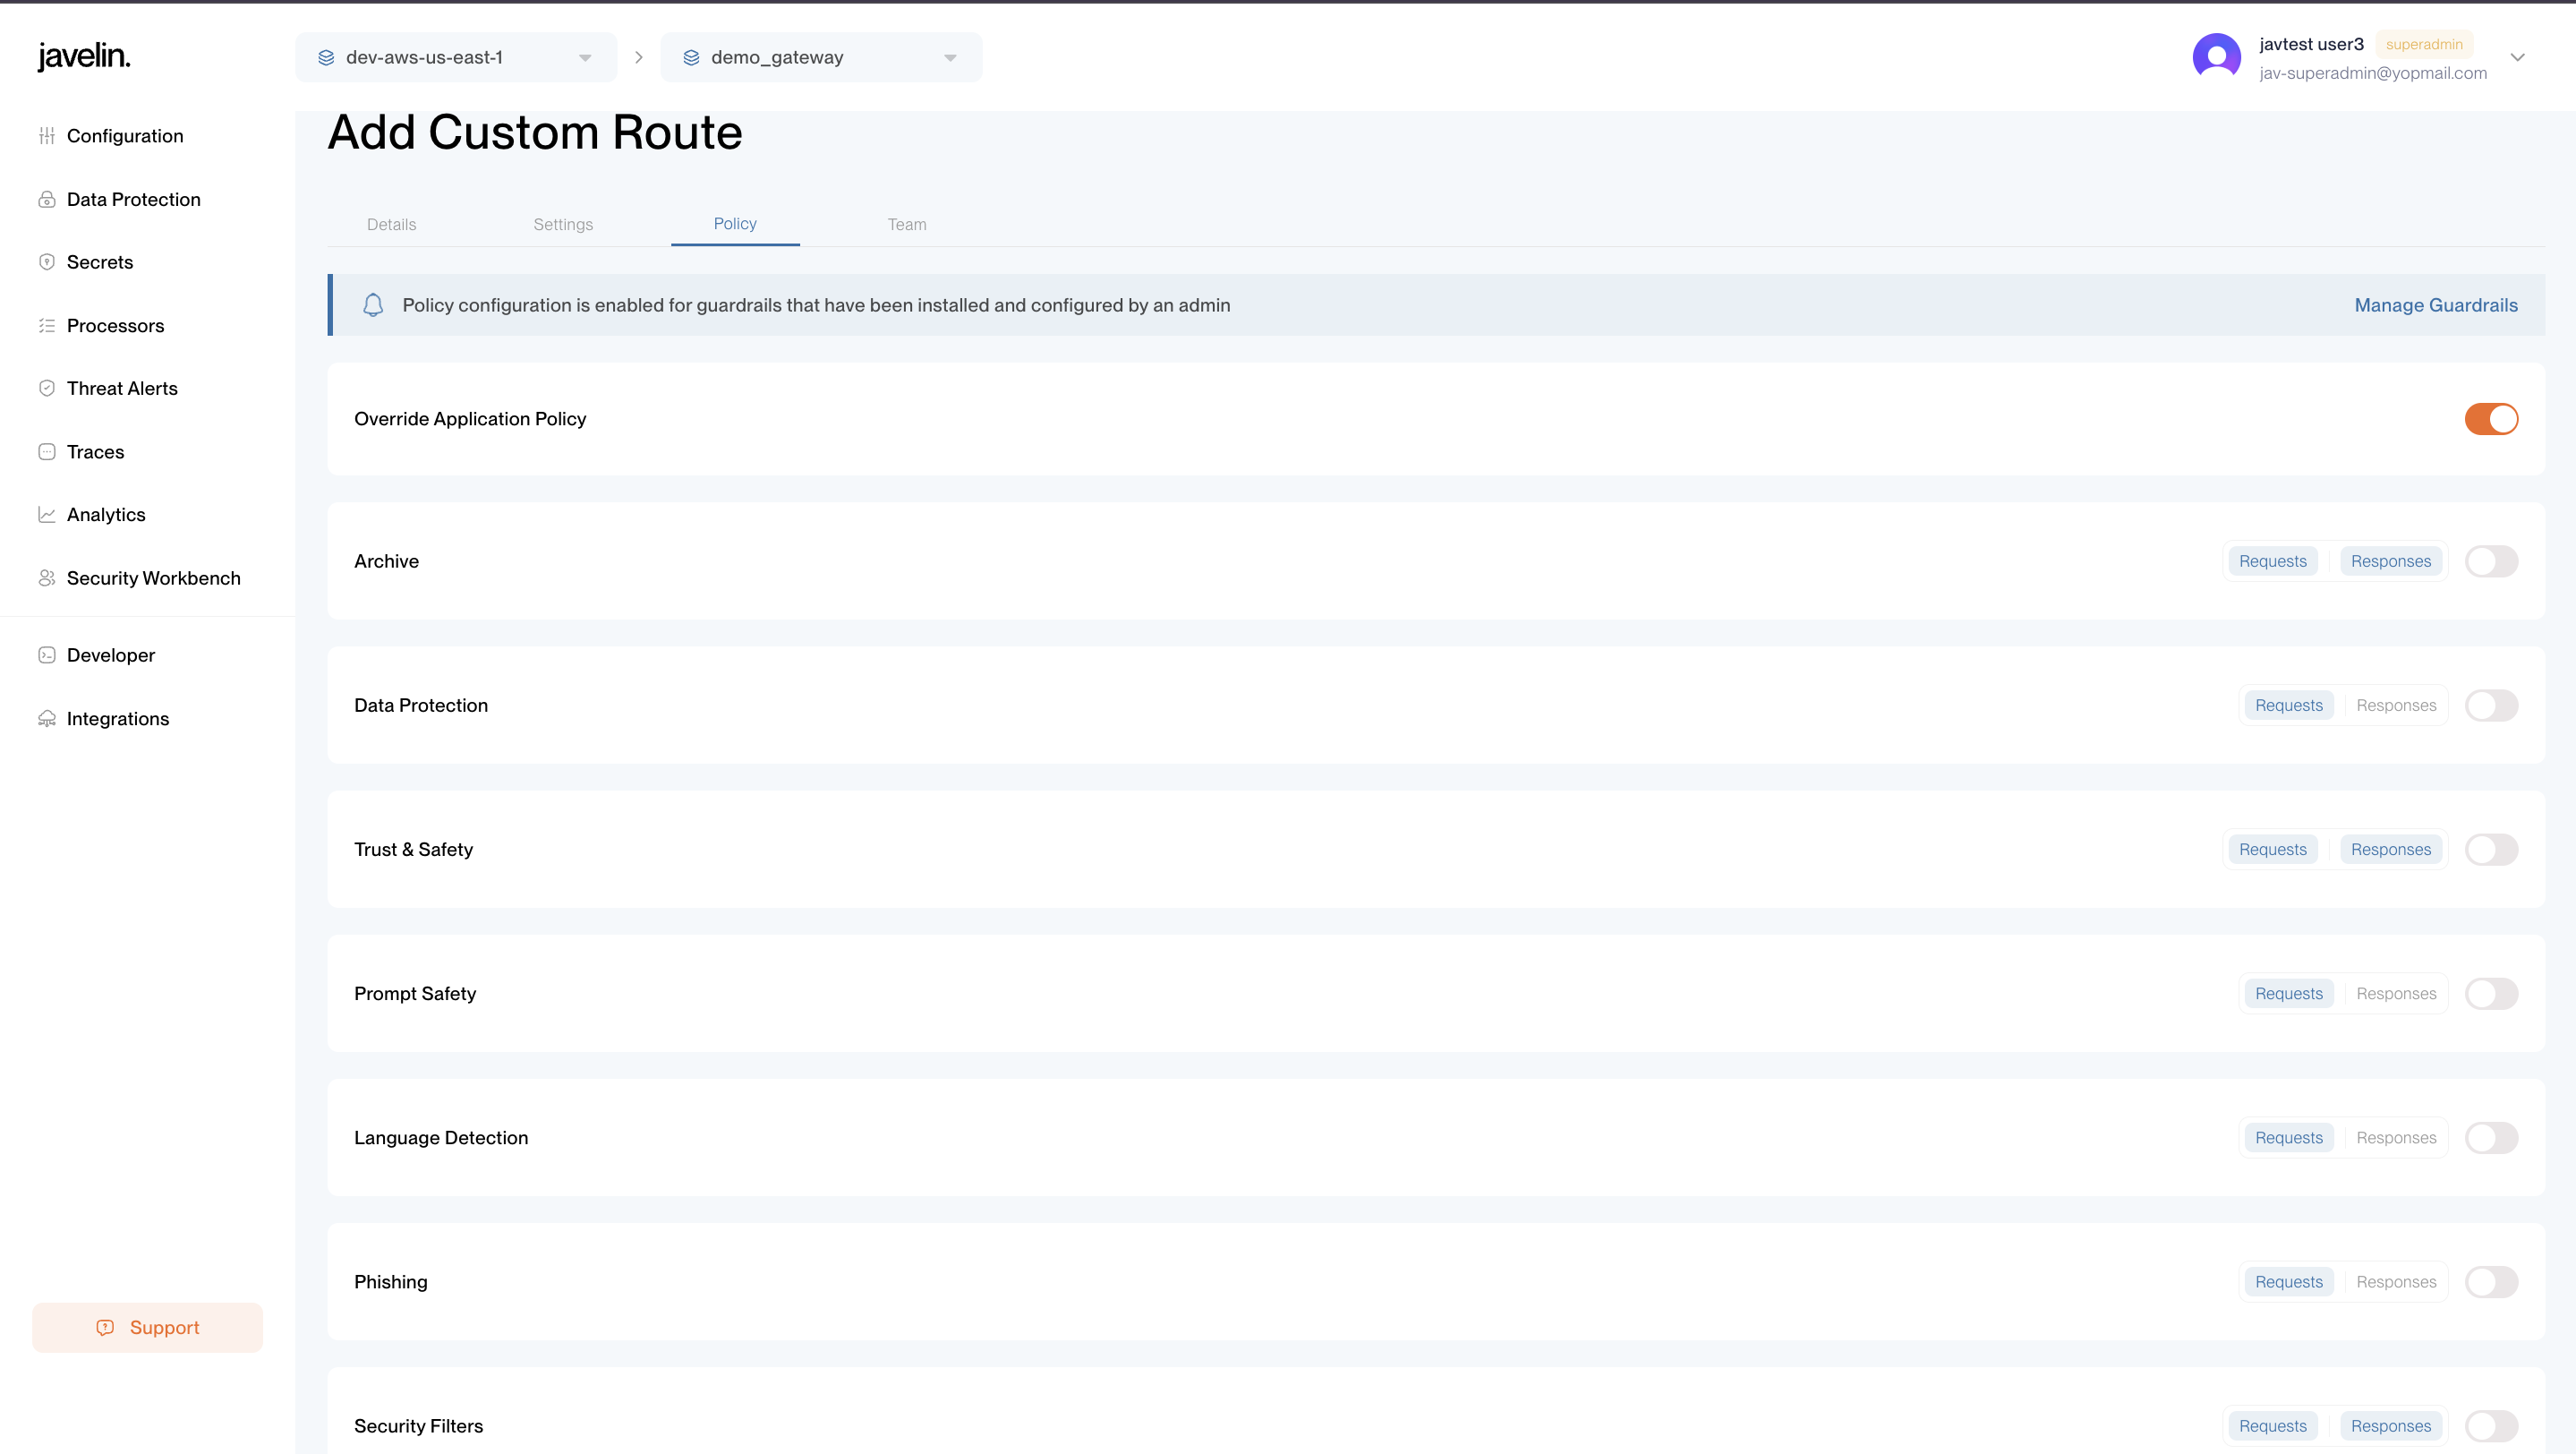 javelin.
dev-aws-us-east-1
demo_gateway
javtest user3 superadmin
jav-superadmin@yopmail.com
Configuration
Data Protection
Secrets
Processors
Threat Alerts
Traces
Analytics
Security Workbench
Developer
Integrations
Support
Add Custom Route
Details Settings Policy Team
Policy configuration is enabled for guardrails that have been installed and configured by an admin Manage Guardrails
Override Application Policy
Archive Requests Responses
Data Protection Requests Responses
Trust & Safety Requests Responses
Prompt Safety Requests Responses
Language Detection Requests Responses
Phishing Requests Responses
Security Filters Requests Responses